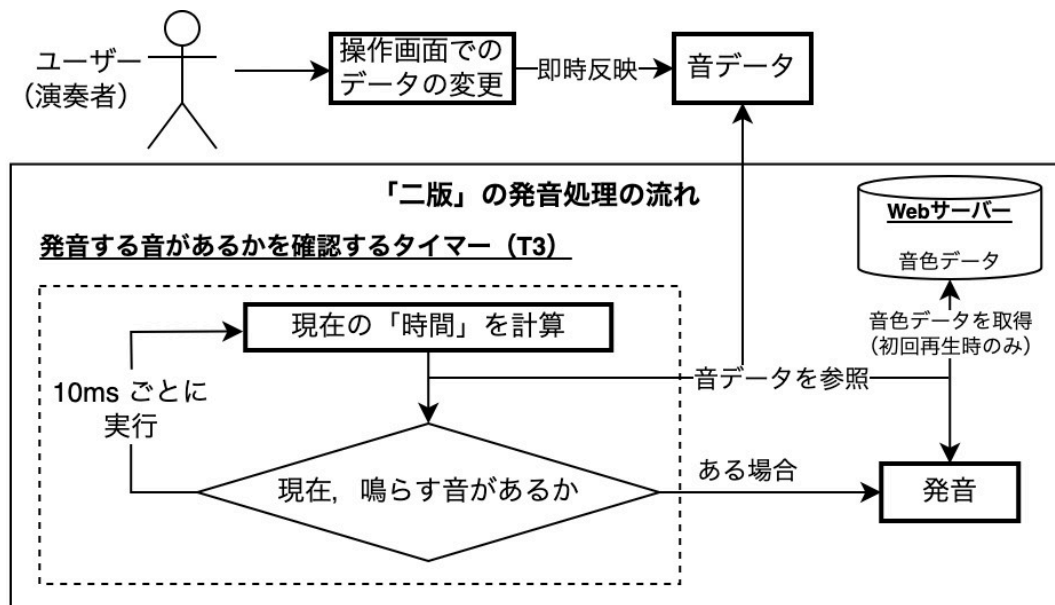 ユーザー
（演奏者）
操作画面での
データの変更
即時反映
音データ
「二版」の発音処理の流れ
Webサーバー
音色データ
発音する音があるかを確認するタイマー（T3）
現在の「時間」を計算
音色データを取得
（初回再生時のみ）
音データを参照
10ms ごとに
実行
現在，鳴らす音があるか
ある場合
発音